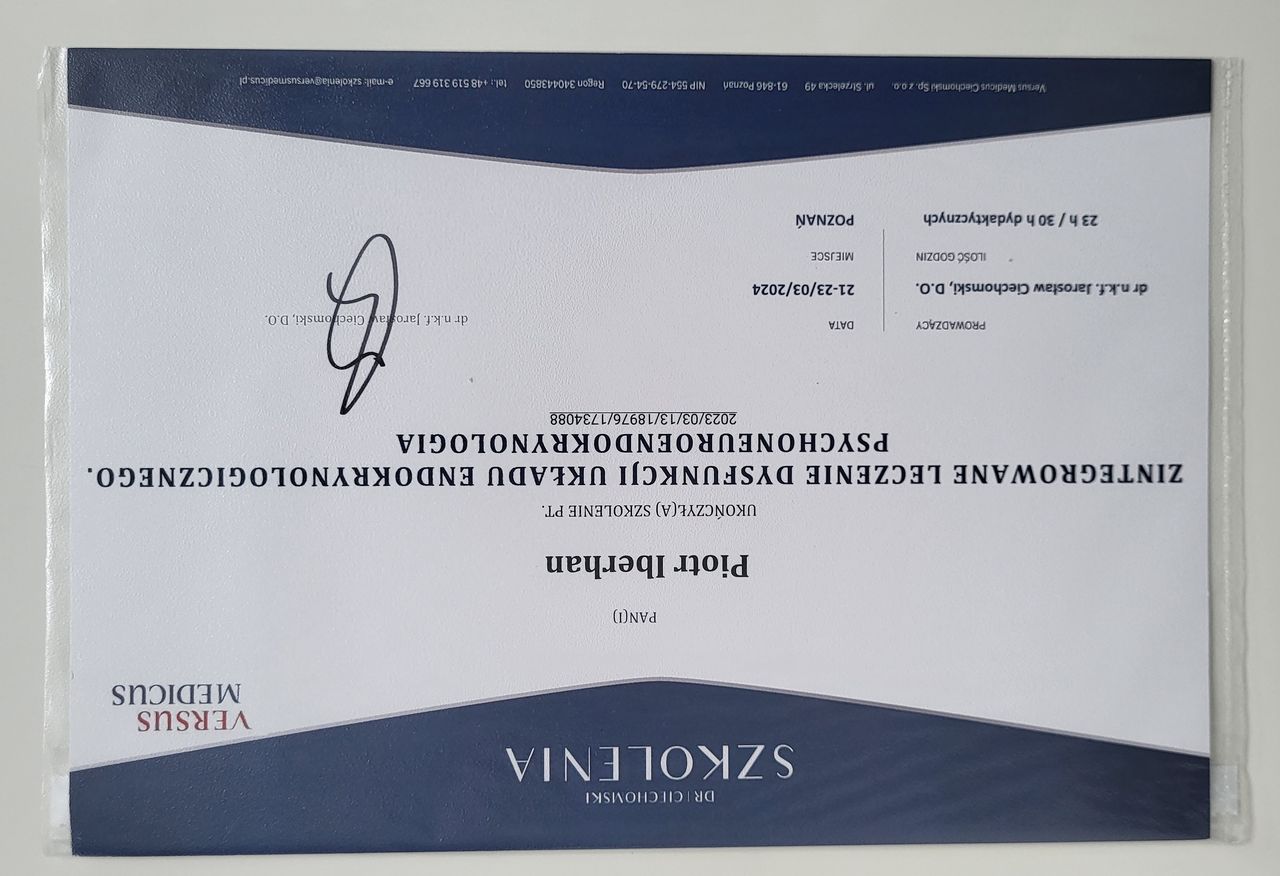 DR | CIECHOMSKI
SZKOLENIA
VERSUS
MEDICUS
PAN(I)
Piotr Iberhan
UKOŃCZYŁ(A) SZKOLENIE PT.
ZINTEGROWANE LECZENIE DYSFUNKCJI UKŁADU ENDOKRYNOLOGICZNEGO.
PSYCHONEUROENDOKRYNOLOGIA
2023/03/13/18976/1734088
PROWADZĄCY
dr n.k.f. Jarosław Ciechomski, D.O.
ILOŚĆ GODZIN
23 h / 30 h dydaktycznych
DATA
21-23/03/2024
MIEJSCE
POZNAŃ
dr n.k.f. Jarosław Ciechomski, D.O.
Versus Medicus Ciechomski Sp. z o.o. ul. Strzelecka 49 61-846 Poznań NIP 554-279-54-70 Regon 340443850 tel.: +48 519 319 667 e-mail: szkolenia@versusmedicus.pl